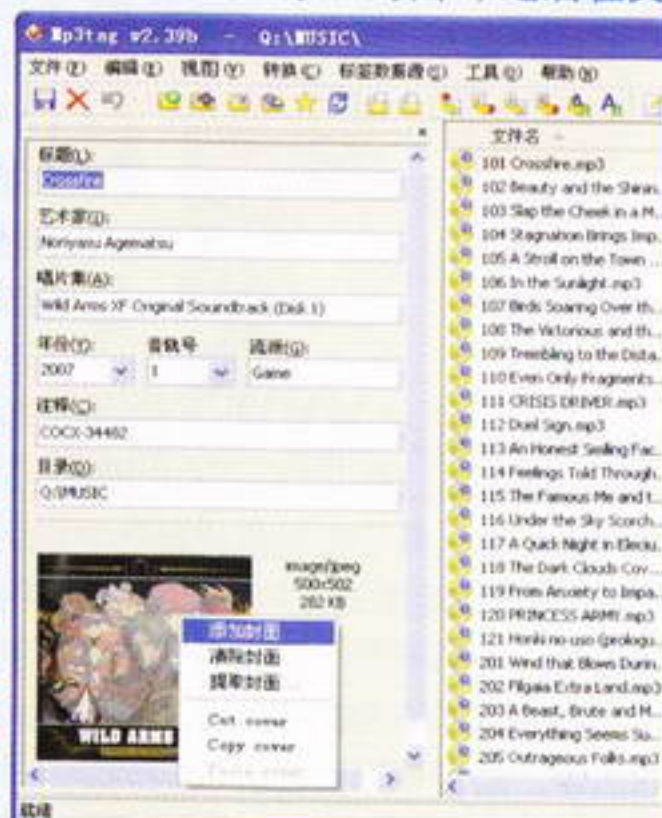 Mp3tag v2.39b - Q:\MUSIC\
文件(F) 编辑(E) 视图(V) 转换(C) 标签数据源(S) 工具(O) 帮助(H)
标题(L):
Crossfire
艺术家(I):
Noriyasu Agematsu
唱片集(A):
Wild Arms XF Original Soundtrack (Disk 1)
年份(Y): 音轨号 流派(G):
2007 1 Game
注释(C):
COCX-34482
目录(D):
Q:\MUSIC
image/jpeg
500x502
282 KB
WILD ARMS
添加封面
清除封面
提取封面
Cut cover
Copy cover
文件名
101 Crossfire.mp3
102 Beauty and the Shinin...
103 Slap the Cheek in a M...
104 Stagnation Brings Imp...
105 A Stroll on the Town ...
106 In the Sunlight.mp3
107 Birds Soaring Over th...
108 The Victorious and th...
109 Trembling to the Dista...
110 Even Only Fragments...
111 CRISIS DRIVER.mp3
112 Duel Sign.mp3
113 An Honest Smiling Fac...
114 Feelings Told Through...
115 The Famous Me and t...
116 Under the Sky Scorch...
117 A Quick Night in Eleciu...
118 The Dark Clouds Cov...
119 From Anxiety to Impa...
120 PRINCESS ARMY.mp3
121 Honki no uso (prologu...
201 Wind that Blows Durin...
202 Filgaia Extra Land.mp3
203 A Beast, Brute and M...
204 Everything Seems Su...
205 Outrageous Folks.mp3
就绪